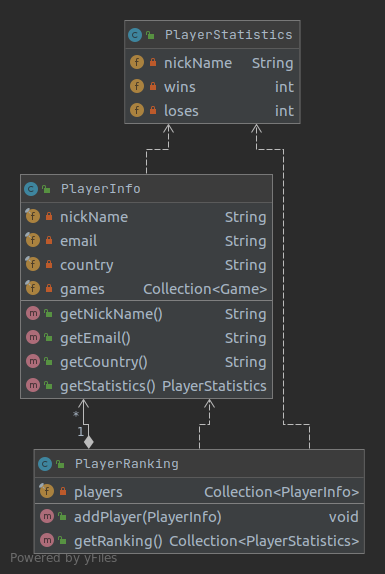 PlayerStatistics
nickName String
wins int
loses int
PlayerInfo
nickName String
email String
country String
games Collection<Game>
getNickName() String
getEmail() String
getCountry() String
getStatistics() PlayerStatistics
*
1
PlayerRanking
players Collection<PlayerInfo>
addPlayer(PlayerInfo) void
getRanking() Collection<PlayerStatistics>
Powered by yFiles